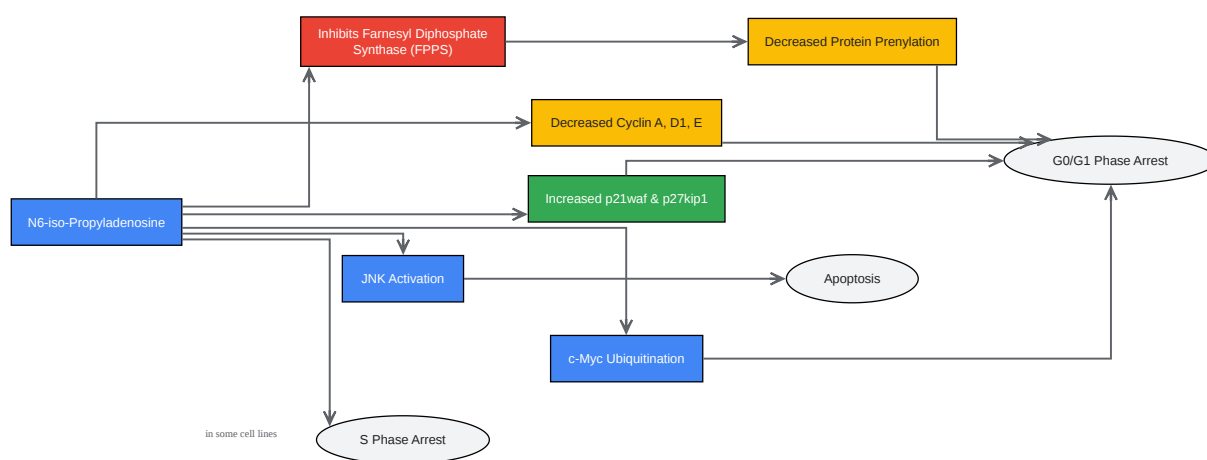 Inhibits Farnesyl Diphosphate
Synthase (FPPS)
Decreased Protein Prenylation
Decreased Cyclin A, D1, E
G0/G1 Phase Arrest
Increased p21waf & p27kip1
N6-iso-Propyladenosine
JNK Activation
Apoptosis
c-Myc Ubiquitination
in some cell lines
S Phase Arrest